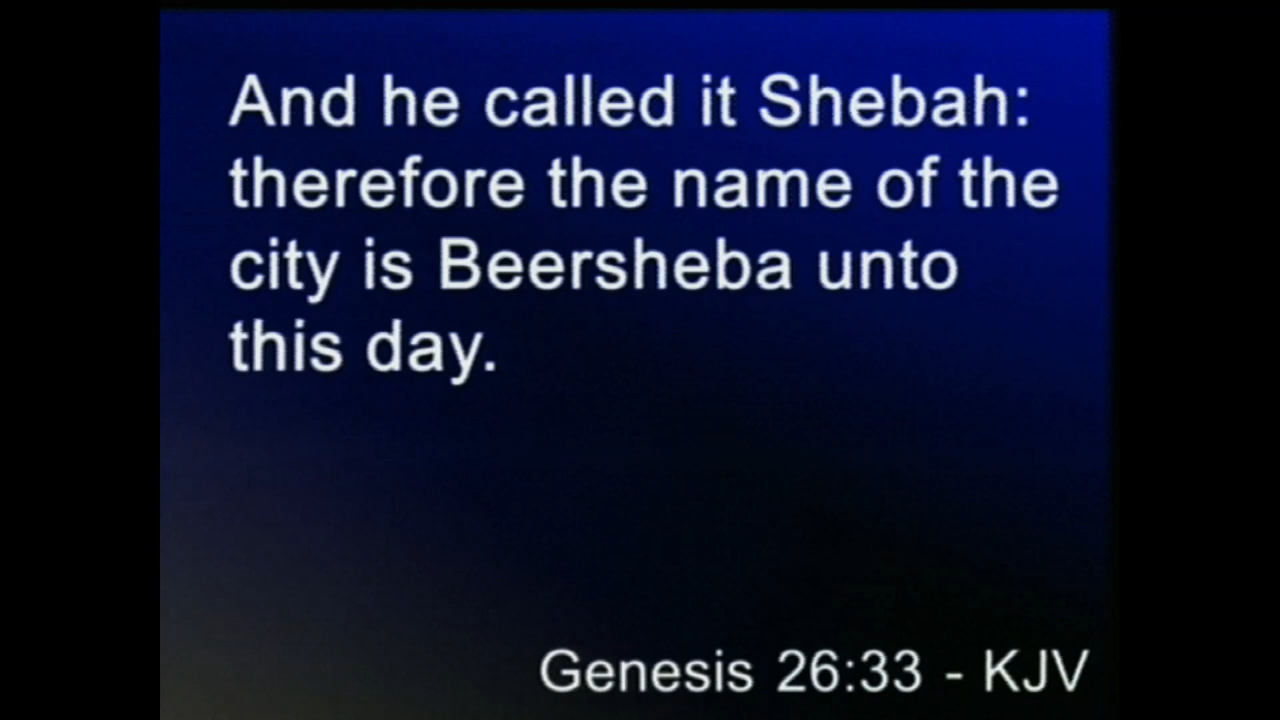 And he called it Shebah:
therefore the name of the
city is Beersheba unto
this day.
Genesis 26:33 - KJV